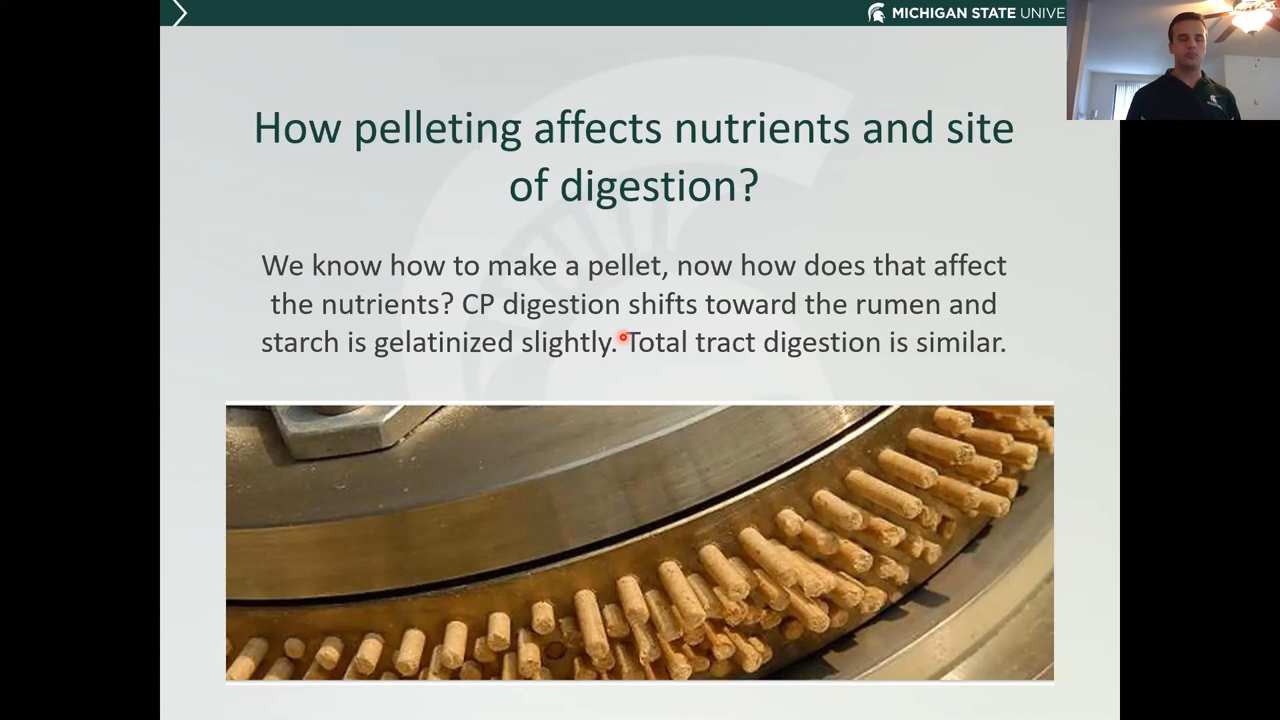 MICHIGAN STATE UNIVE
How pelleting affects nutrients and site
of digestion?
We know how to make a pellet, now how does that affect
the nutrients? CP digestion shifts toward the rumen and
starch is gelatinized slightly. Total tract digestion is similar.